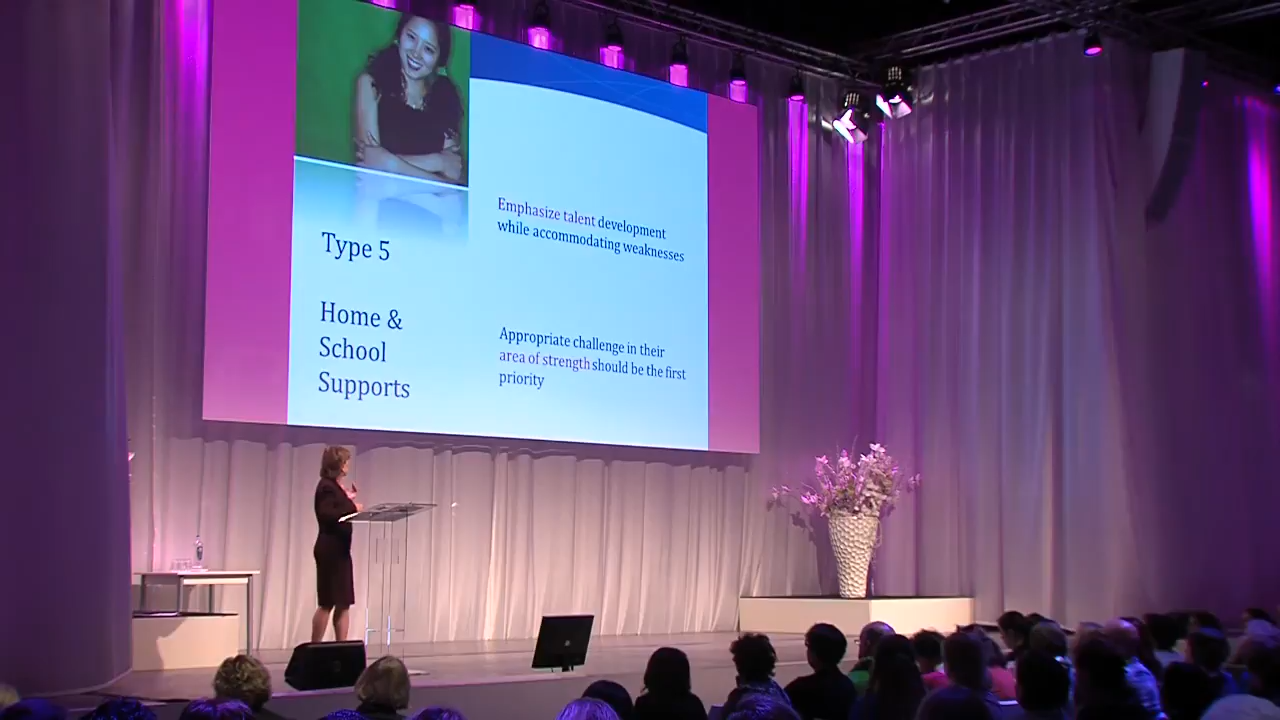 Type 5
Home &
School
Supports
Emphasize talent development
while accommodating weaknesses
Appropriate challenge in their
area of strength should be the first
priority